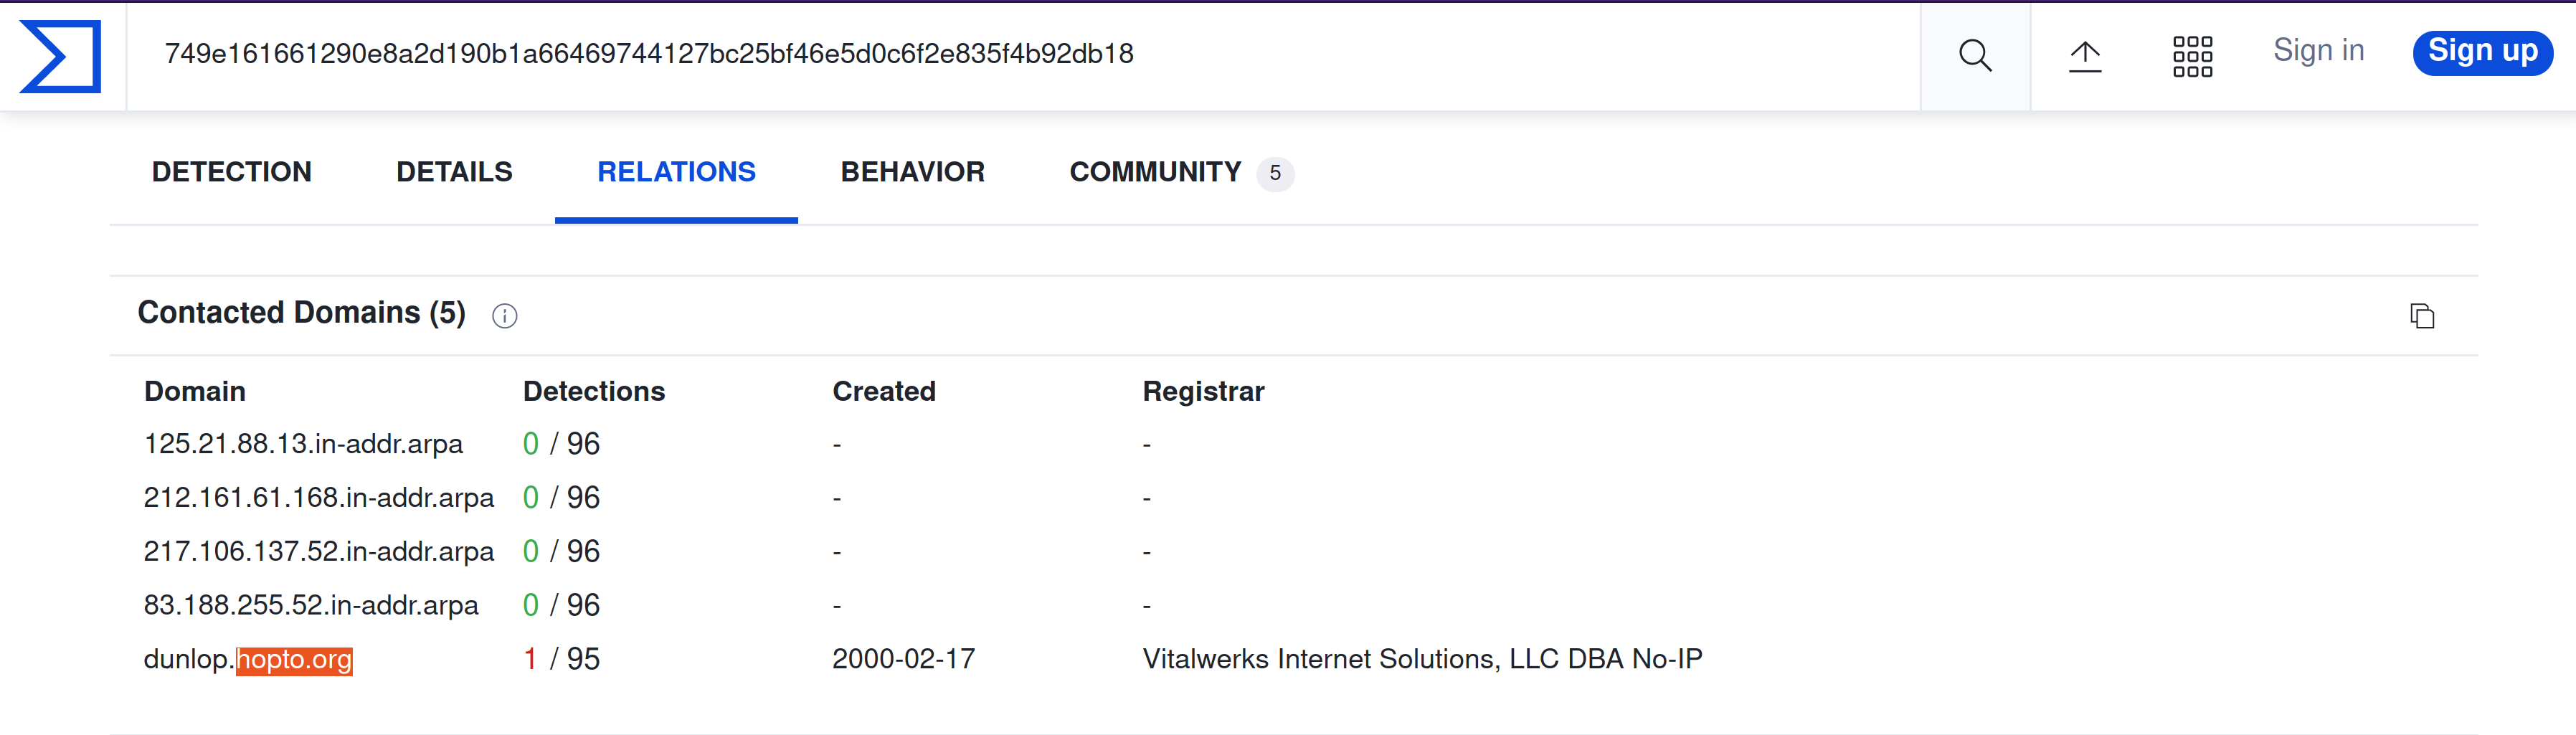 749e161661290e8a2d190b1a66469744127bc25bf46e5d0c6f2e835f4b92db18 Sign in Sign up
DETECTION DETAILS RELATIONS BEHAVIOR COMMUNITY 5
Contacted Domains (5)
Domain Detections Created Registrar
125.21.88.13.in-addr.arpa 0 / 96 - -
212.161.61.168.in-addr.arpa 0 / 96 - -
217.106.137.52.in-addr.arpa 0 / 96 - -
83.188.255.52.in-addr.arpa 0 / 96 - -
dunlop.hopto.org 1 / 95 2000-02-17 Vitalwerks Internet Solutions, LLC DBA No-IP